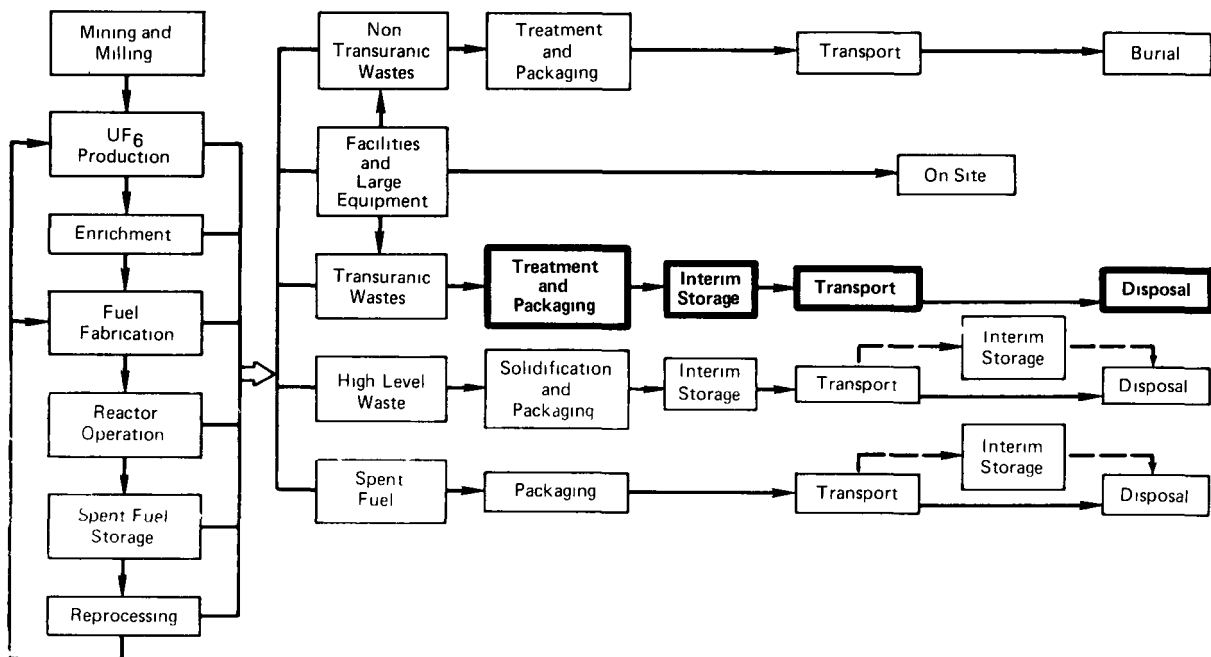 Mining and
Milling
UF6
Production
Enrichment
Fuel
Fabrication
Reactor
Operation
Spent Fuel
Storage
Reprocessing
Non
Transuranic
Wastes
Treatment
and
Packaging
Transport
Burial
Facilities
and
Large
Equipment
On Site
Transuranic
Wastes
Treatment
and
Packaging
Interim
Storage
Transport
Disposal
High Level
Waste
Solidification
and
Packaging
Interim
Storage
Transport
Interim
Storage
Disposal
Spent
Fuel
Packaging
Transport
Interim
Storage
Disposal